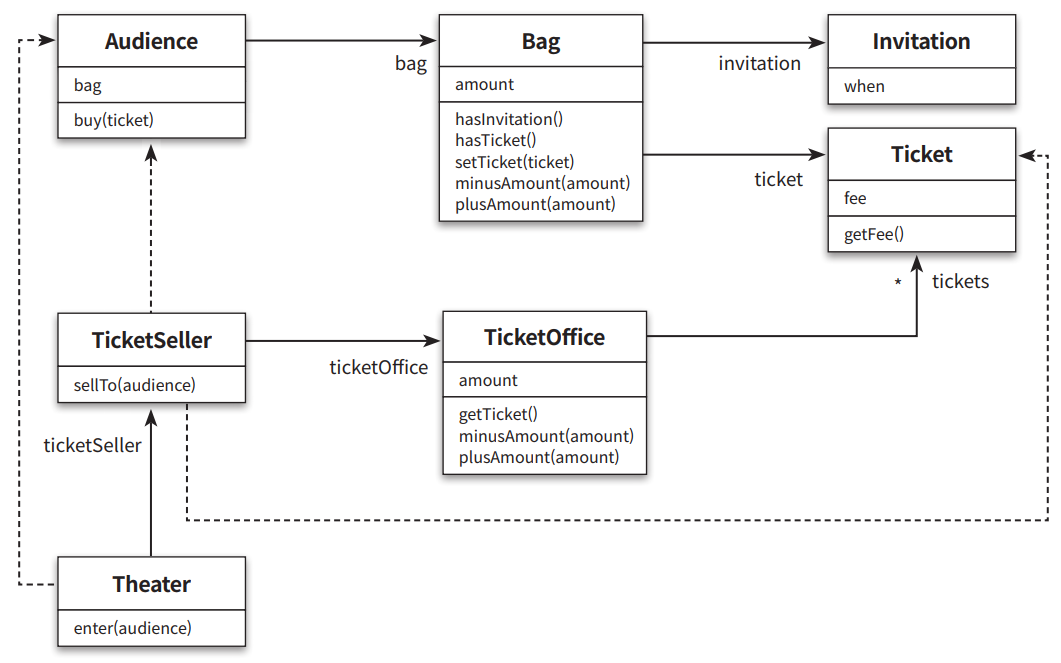 Audience
bag
buy(ticket)
bag
Bag
amount
hasInvitation()
hasTicket()
setTicket(ticket)
minusAmount(amount)
plusAmount(amount)
invitation
Invitation
when
ticket
Ticket
fee
getFee()
* tickets
TicketSeller
sellTo(audience)
ticketOffice
TicketOffice
amount
getTicket()
minusAmount(amount)
plusAmount(amount)
ticketSeller
Theater
enter(audience)